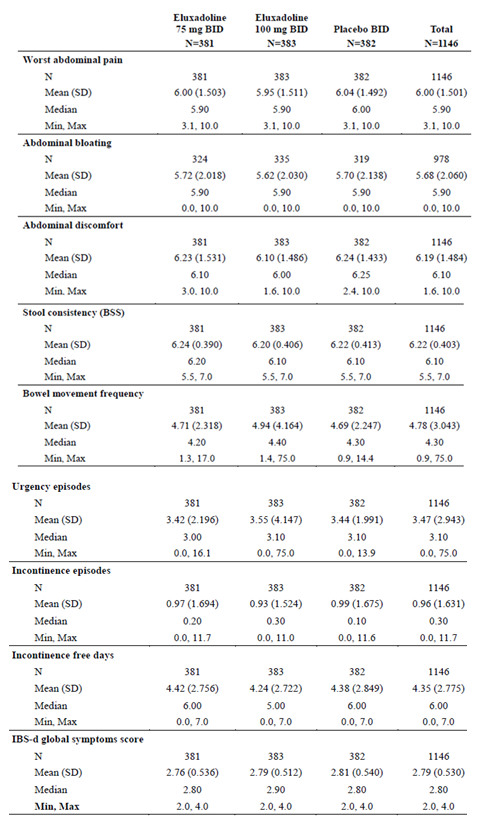 Eluxadoline Eluxadoline
75 mg BID 100 mg BID Placebo BID Total
N=381 N=383 N=382 N=1146
Worst abdominal pain
N 381 383 382 1146
Mean (SD) 6.00 (1.503) 5.95 (1.511) 6.04 (1.492) 6.00 (1.501)
Median 5.90 5.90 6.00 5.90
Min, Max 3.1, 10.0 3.1, 10.0 3.1, 10.0 3.1, 10.0
Abdominal bloating
N 324 335 319 978
Mean (SD) 5.72 (2.018) 5.62 (2.030) 5.70 (2.138) 5.68 (2.060)
Median 5.90 5.90 5.90 5.90
Min, Max 0.0, 10.0 0.0, 10.0 0.0, 10.0 0.0, 10.0
Abdominal discomfort
N 381 383 382 1146
Mean (SD) 6.23 (1.531) 6.10 (1.486) 6.24 (1.433) 6.19 (1.484)
Median 6.10 6.00 6.25 6.10
Min, Max 3.0, 10.0 1.6, 10.0 2.4, 10.0 1.6, 10.0
Stool consistency (BSS)
N 381 383 382 1146
Mean (SD) 6.24 (0.390) 6.20 (0.406) 6.22 (0.413) 6.22 (0.403)
Median 6.20 6.10 6.10 6.10
Min, Max 5.5, 7.0 5.5, 7.0 5.5, 7.0 5.5, 7.0
Bowel movement frequency
N 381 383 382 1146
Mean (SD) 4.71 (2.318) 4.94 (4.164) 4.69 (2.247) 4.78 (3.043)
Median 4.20 4.40 4.30 4.30
Min, Max 1.3, 17.0 1.4, 75.0 0.9, 14.4 0.9, 75.0
Urgency episodes
N 381 383 382 1146
Mean (SD) 3.42 (2.196) 3.55 (4.147) 3.44 (1.991) 3.47 (2.943)
Median 3.00 3.10 3.10 3.10
Min, Max 0.0, 16.1 0.0, 75.0 0.0, 13.9 0.0, 75.0
Incontinence episodes
N 381 383 382 1146
Mean (SD) 0.97 (1.694) 0.93 (1.524) 0.99 (1.675) 0.96 (1.631)
Median 0.20 0.30 0.10 0.30
Min, Max 0.0, 11.7 0.0, 11.0 0.0, 11.6 0.0, 11.7
Incontinence free days
N 381 383 382 1146
Mean (SD) 4.42 (2.756) 4.24 (2.722) 4.38 (2.849) 4.35 (2.775)
Median 6.00 5.00 6.00 6.00
Min, Max 0.0, 7.0 0.0, 7.0 0.0, 7.0 0.0, 7.0
IBS-d global symptoms score
N 381 383 382 1146
Mean (SD) 2.76 (0.536) 2.79 (0.512) 2.81 (0.540) 2.79 (0.530)
Median 2.80 2.90 2.80 2.80
Min, Max 2.0, 4.0 2.0, 4.0 2.0, 4.0 2.0, 4.0